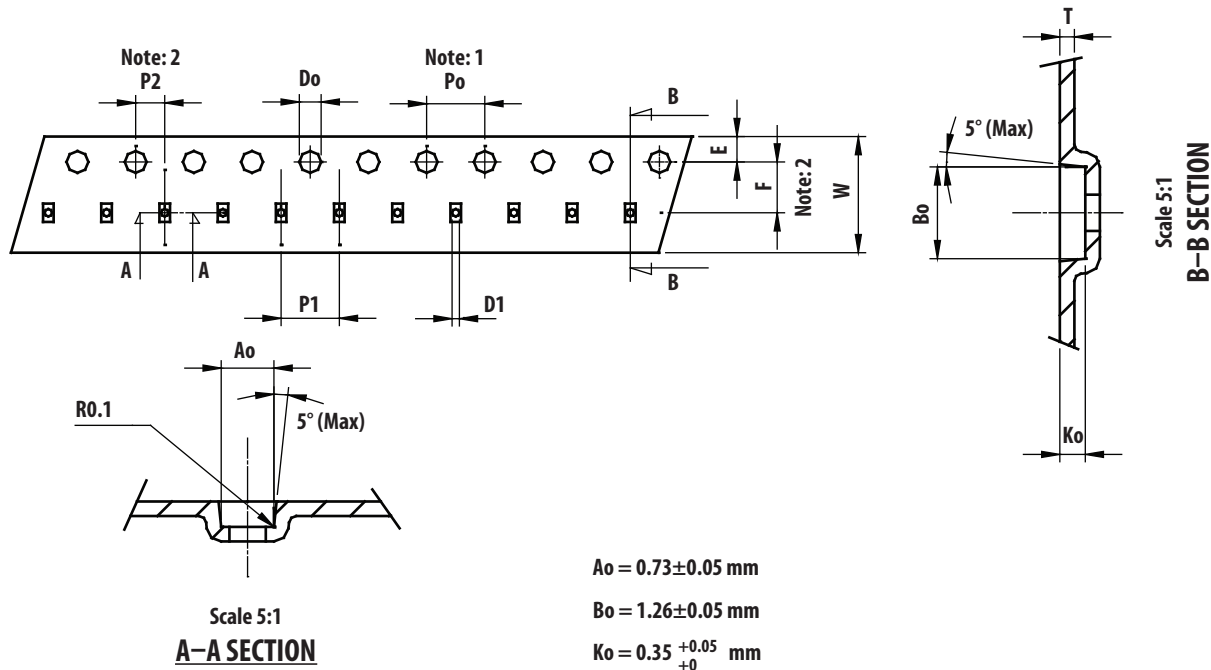 Note: 2
P2
Do
Note: 1
Po
B
E
F
Note: 2
W
A
A
B
P1
D1
T
5° (Max)
Bo
Ko
Scale 5:1
B–B SECTION
Ao
R0.1
5° (Max)
Scale 5:1
A–A SECTION
Ao = 0.73±0.05 mm
Bo = 1.26±0.05 mm
Ko = 0.35 +0.05 +0 mm